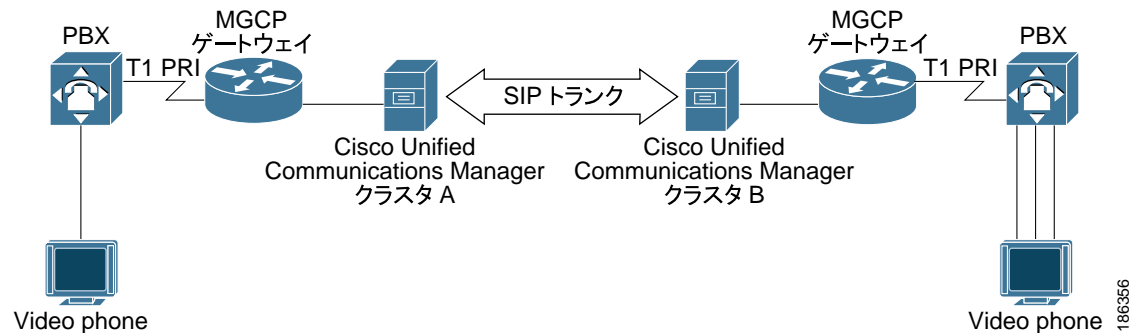 PBX
T1 PRI
MGCP
ゲートウェイ
SIP トランク
Cisco Unified
Communications Manager
クラスタ A
Cisco Unified
Communications Manager
クラスタ B
MGCP
ゲートウェイ
T1 PRI
PBX
Video phone
Video phone
186356